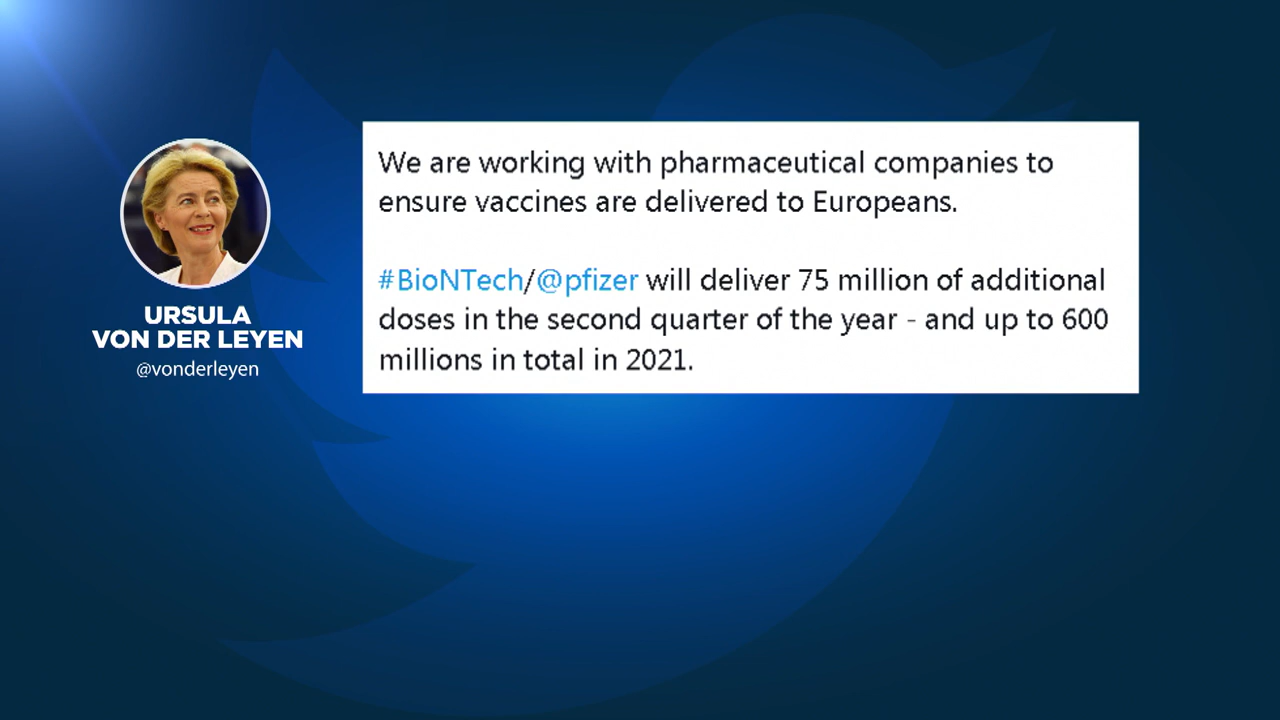 URSULA
VON DER LEYEN
@vonderleyen
We are working with pharmaceutical companies to
ensure vaccines are delivered to Europeans.
#BioNTech/@pfizer will deliver 75 million of additional
doses in the second quarter of the year - and up to 600
millions in total in 2021.